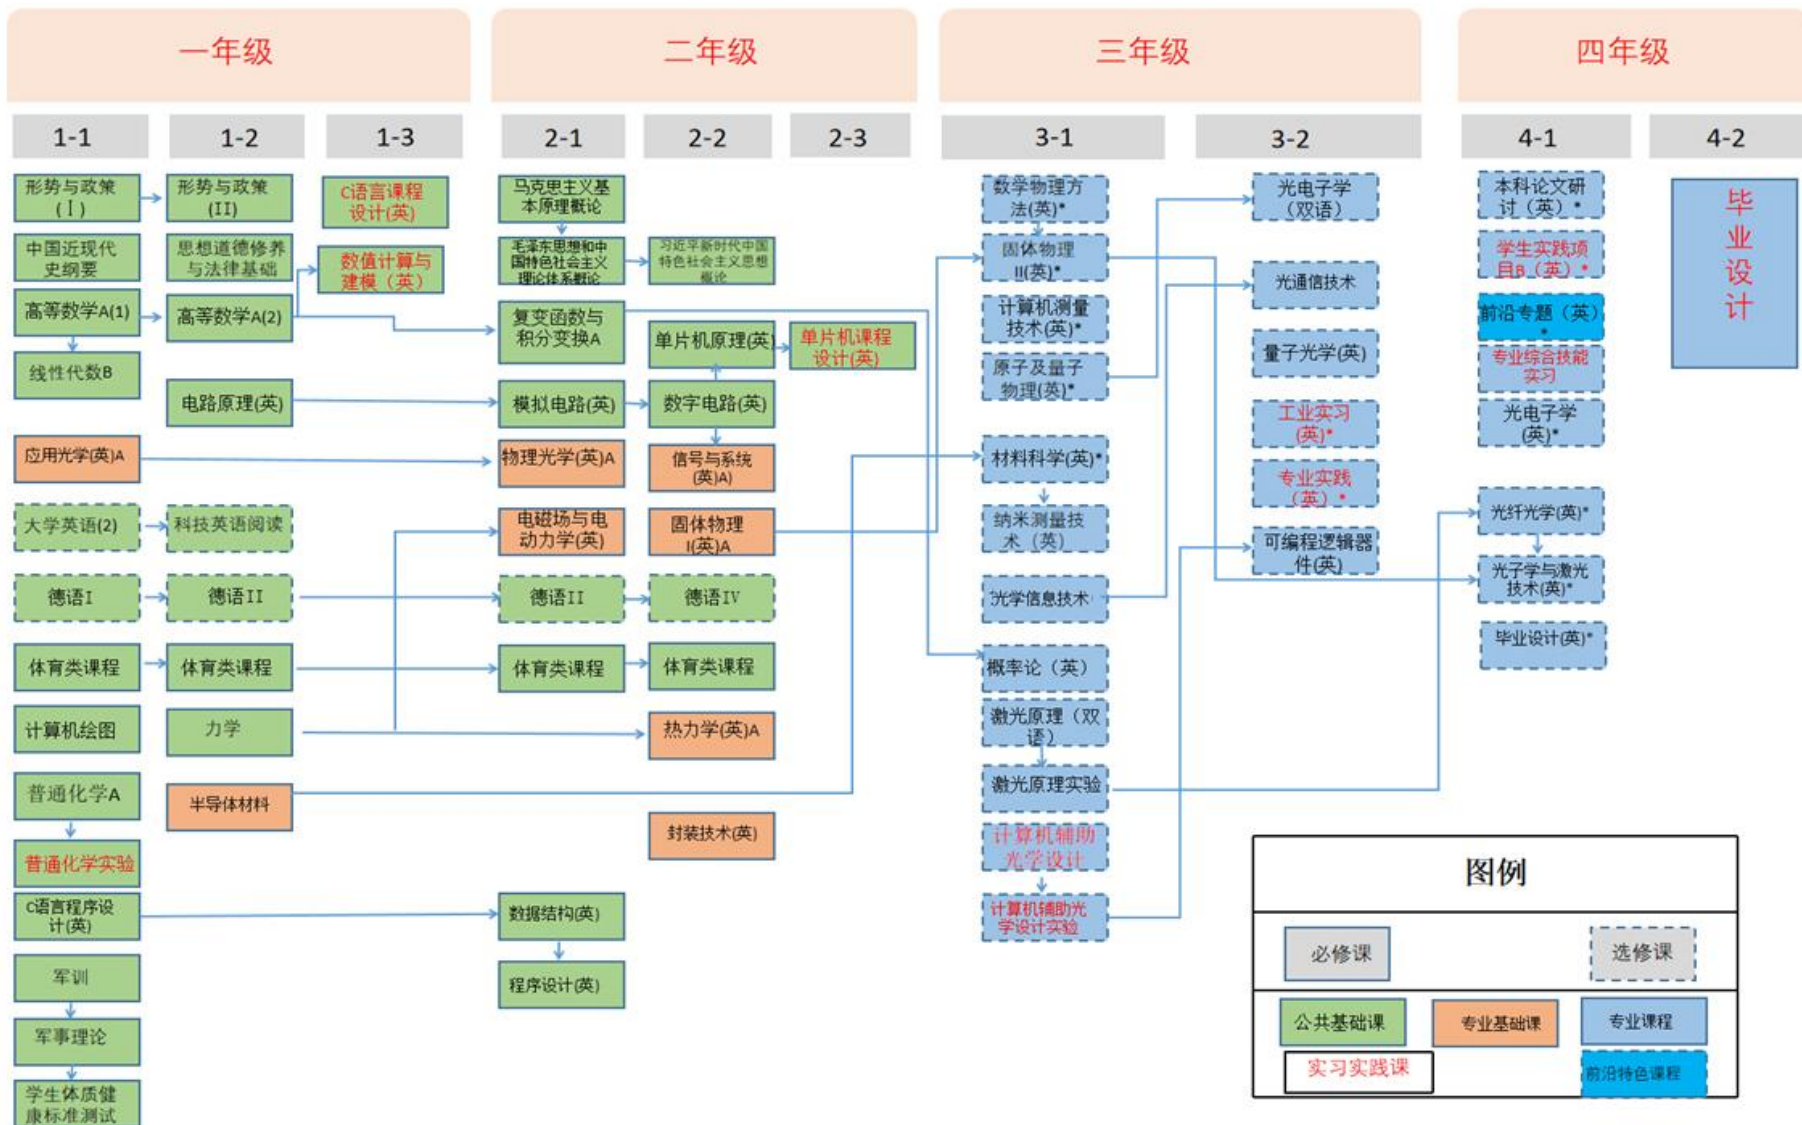 一年级
二年级
三年级
四年级
1-1
1-2
1-3
2-1
2-2
2-3
3-1
3-2
4-1
4-2
形势与政策
(Ⅰ)
中国近现代
史纲要
高等数学A(1)
线性代数B
应用光学(英)A
大学英语(2)
德语I
体育类课程
计算机绘图
普通化学A
普通化学实验
C语言程序设
计(英)
军训
军事理论
学生体质健
康标准测试
形势与政策
(II)
思想道德修养
与法律基础
高等数学A(2)
电路原理(英)
科技英语阅读
德语II
体育类课程
力学
半导体材料
C语言课程
设计(英)
数值计算与
建模（英）
马克思主义基
本原理概论
毛泽东思想和中
国特色社会主义
理论体系概论
复变函数与
积分变换A
模拟电路(英)
物理光学(英)A
电磁场与电
动力学(英)
德语II
体育类课程
数据结构(英)
程序设计(英)
习近平新时代中国
特色社会主义思想
概论
单片机原理(英)
数字电路(英)
信号与系统
(英)A)
固体物理
I(英)A
德语IV
体育类课程
热力学(英)A
封装技术(英)
单片机课程
设计(英)
数学物理方
法(英)*
固体物理
II(英)*
计算机测量
技术(英)*
原子及量子
物理(英)*
材料科学(英)*
纳米测量技
术（英）
光学信息技术
概率论（英）
激光原理（双
语）
激光原理实验
计算机辅助
光学设计
计算机辅助光
学设计实验
光电子学
（双语）
光通信技术
量子光学(英)
工业实习
(英)*
专业实践
（英）*
可编程逻辑器
件(英)
本科论文研
讨（英）*
学生实践项
目B（英）*
前沿专题（英）
*
专业综合技能
实习
光电子学
(英)*
光纤光学(英)*
光子学与激光
技术(英)*
毕业设计(英)*
毕
业
设
计
图例
必修课
选修课
公共基础课
专业基础课
专业课程
实习实践课
前沿特色课程